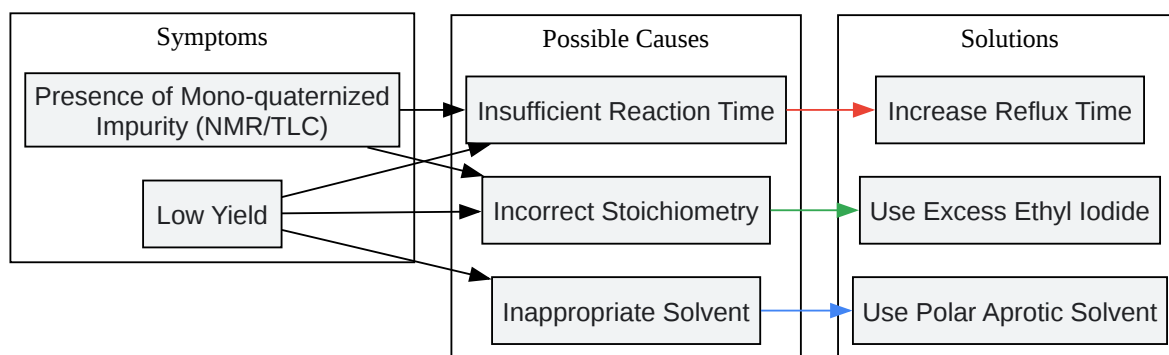 Symptoms
Presence of Mono-quaternized
Impurity (NMR/TLC)
Low Yield
Possible Causes
Insufficient Reaction Time
Incorrect Stoichiometry
Inappropriate Solvent
Solutions
Increase Reflux Time
Use Excess Ethyl Iodide
Use Polar Aprotic Solvent